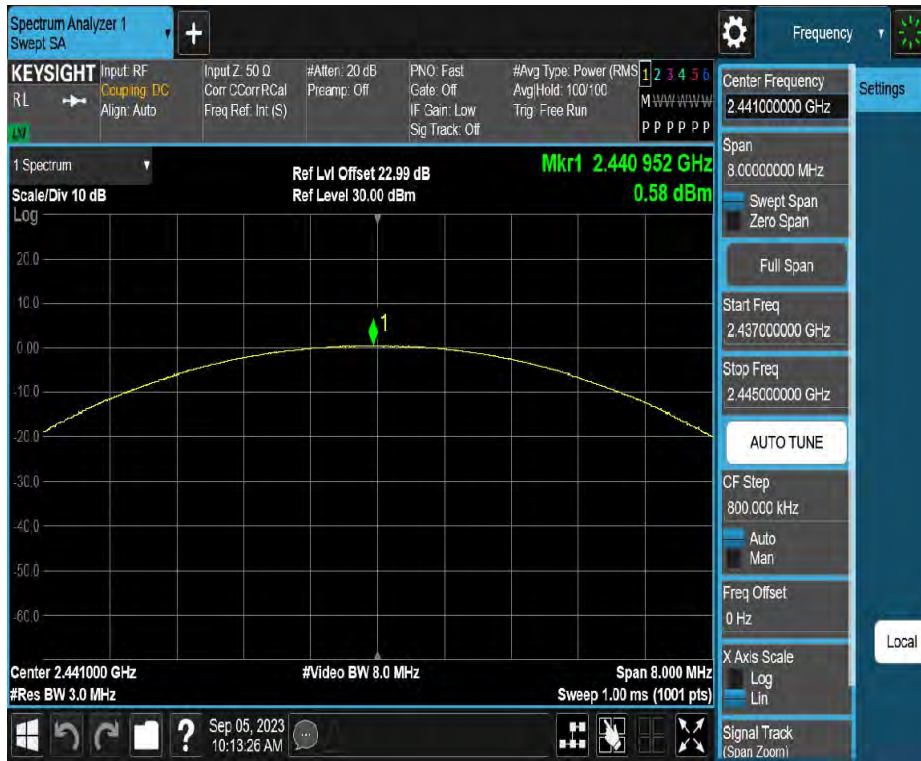 Spectrum Analyzer 1
Swept SA
+
Frequency
KEYSIGHT
RL
Input: RF
Coupling: DC
Align: Auto
Input Z: 50 Ω
Corr CCorr RCal
Freq Ref: Int (S)
#Atten: 20 dB
Preamp: Off
PNO: Fast
Gate: Off
IF Gain: Low
Sig Track: Off
#Avg Type: Power (RMS
Avg|Hold: 100/100
Trig: Free Run
1 2 3 4 5 6
M W W W W W
P P P P P P
1 Spectrum
Scale/Div 10 dB
Log
Ref Lvl Offset 22.99 dB
Ref Level 30.00 dBm
Mkr1 2.440 952 GHz
0.58 dBm
20.0
10.0
0.00
-10.0
-20.0
-30.0
-40.0
-50.0
-60.0
1
Center 2.441000 GHz
#Res BW 3.0 MHz
#Video BW 8.0 MHz
Span 8.000 MHz
Sweep 1.00 ms (1001 pts)
Center Frequency
2.441000000 GHz
Settings
Span
8.00000000 MHz
Swept Span
Zero Span
Full Span
Start Freq
2.437000000 GHz
Stop Freq
2.445000000 GHz
AUTO TUNE
CF Step
800.000 kHz
Auto
Man
Freq Offset
0 Hz
X Axis Scale
Log
Lin
Local
Signal Track
(Span Zoom)
?
Sep 05, 2023
10:13:26 AM